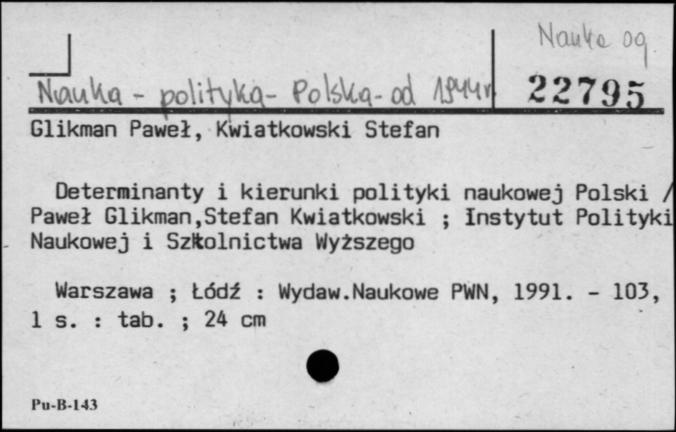 Nauka og
Nauka - polityka - Polska - od 1944r
22795
Glikman Paweł, Kwiatkowski Stefan
Determinanty i kierunki polityki naukowej Polski /
Paweł Glikman,Stefan Kwiatkowski ; Instytut Polityki
Naukowej i Szkolnictwa Wyższego
Warszawa ; Łódź : Wydaw.Naukowe PWN, 1991. - 103,
1 s. : tab. ; 24 cm
Pu-B-143